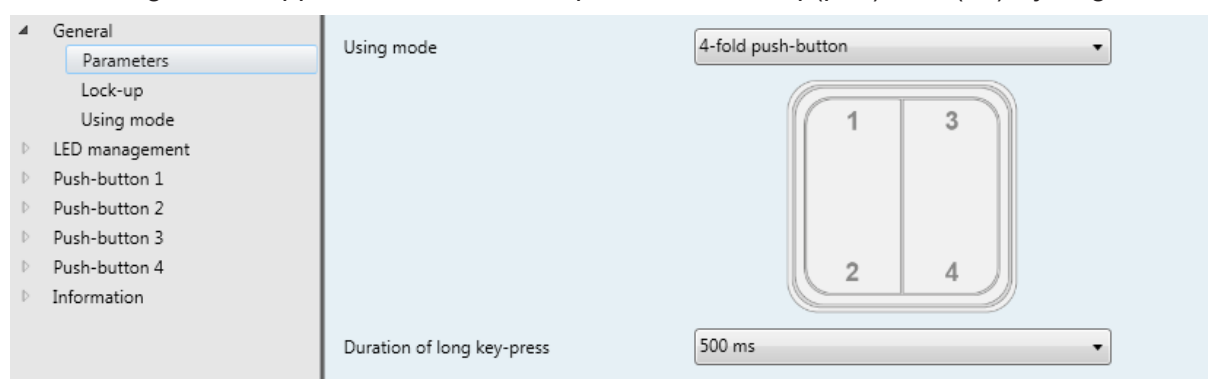 General
Parameters
Lock-up
Using mode
LED management
Push-button 1
Push-button 2
Push-button 3
Push-button 4
Information
Using mode
4-fold push-button
1 3
2 4
Duration of long key-press
500 ms